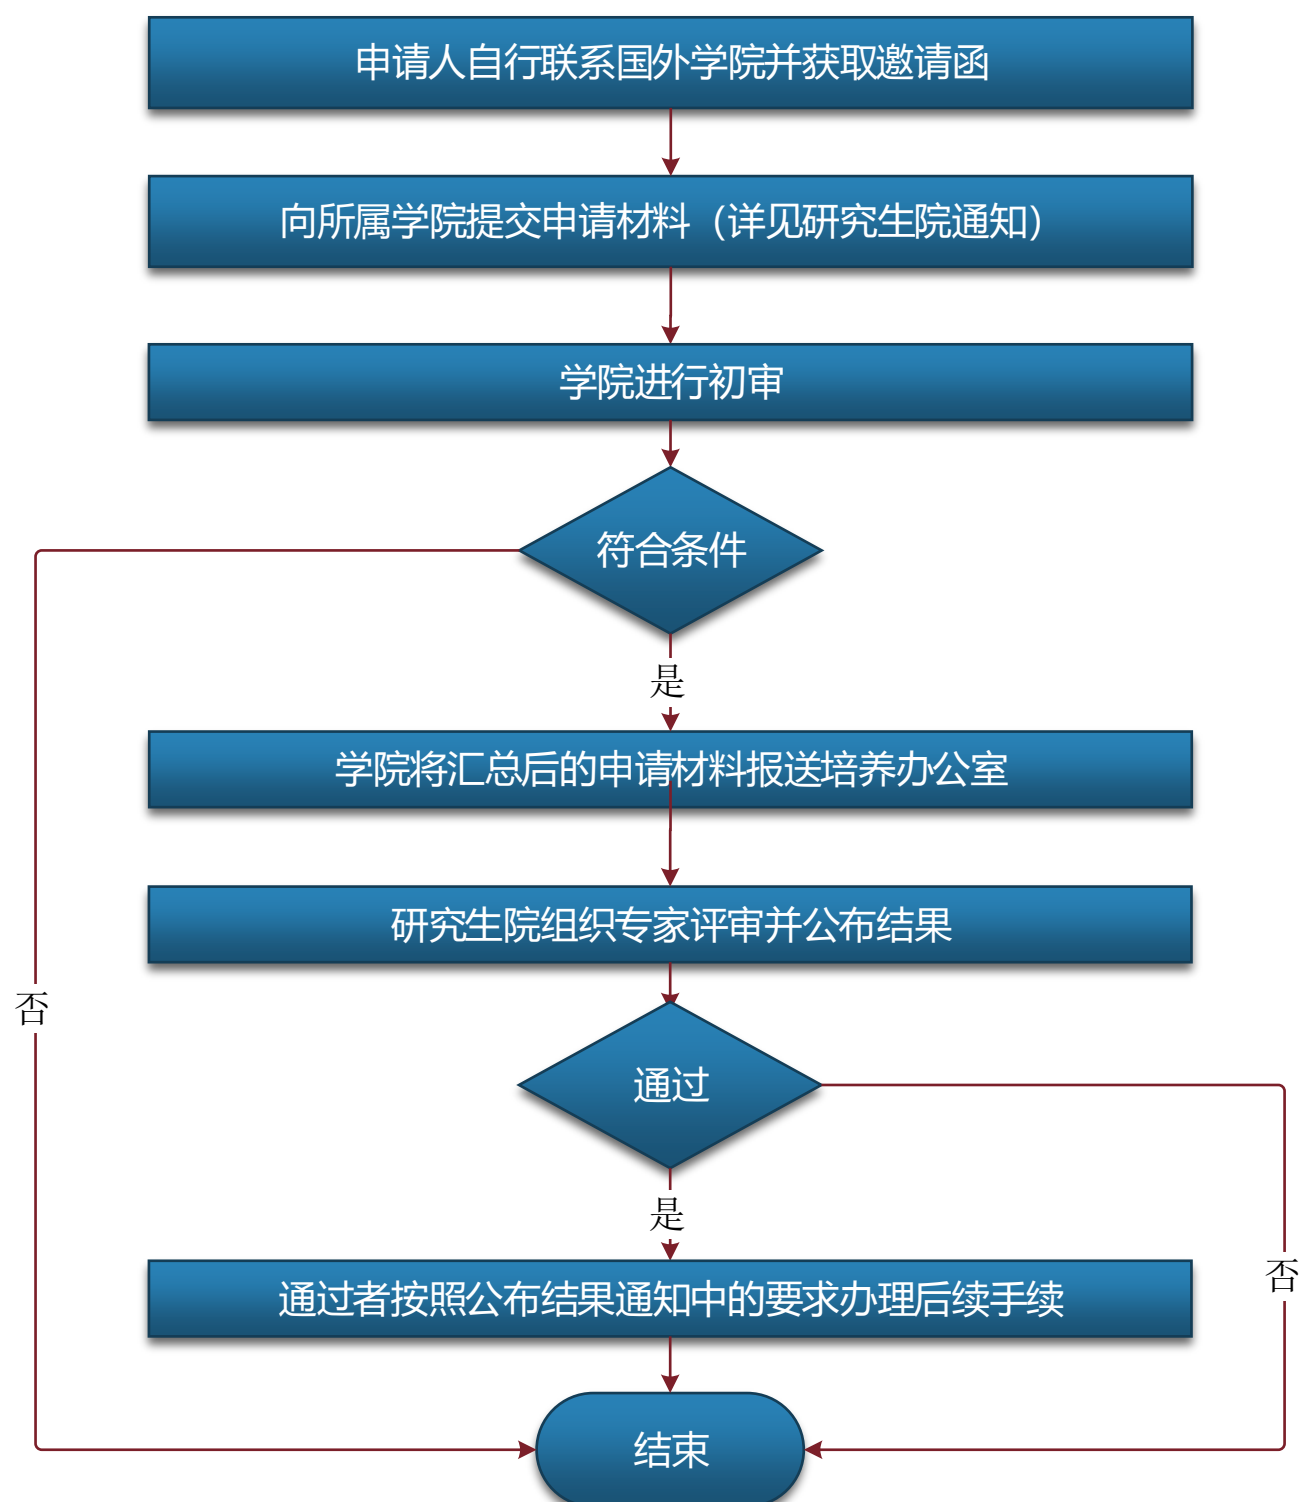 申请人自行联系国外学院并获取邀请函
向所属学院提交申请材料（详见研究生院通知）
学院进行初审
符合条件
是
学院将汇总后的申请材料报送培养办公室
研究生院组织专家评审并公布结果
否
通过
是
否
通过者按照公布结果通知中的要求办理后续手续
结束